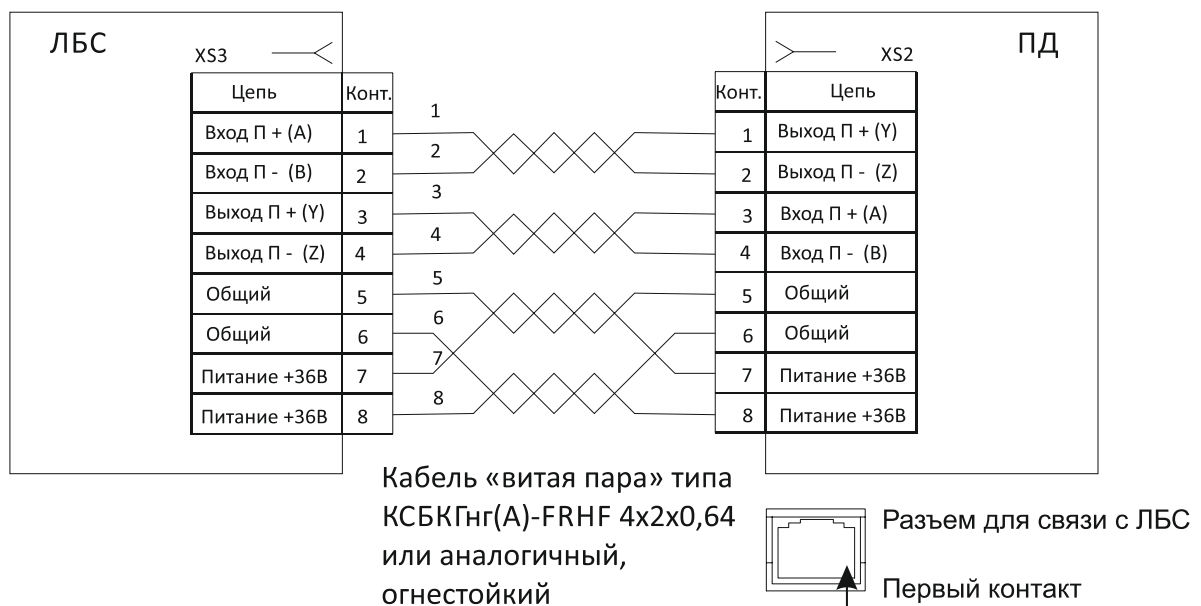 ЛБС
XS3
Цепь Конт.
Вход П + (A) 1
Вход П - (B) 2
Выход П + (Y) 3
Выход П - (Z) 4
Общий 5
Общий 6
Питание +36В 7
Питание +36В 8
1
2
3
4
5
6
7
8
ПД
XS2
Конт. Цепь
1 Выход П + (Y)
2 Выход П - (Z)
3 Вход П + (A)
4 Вход П - (B)
5 Общий
6 Общий
7 Питание +36В
8 Питание +36В
Кабель «витая пара» типа
КСБКГнг(А)-FRHF 4x2x0,64
или аналогичный,
огнестойкий
Разъем для связи с ЛБС
Первый контакт